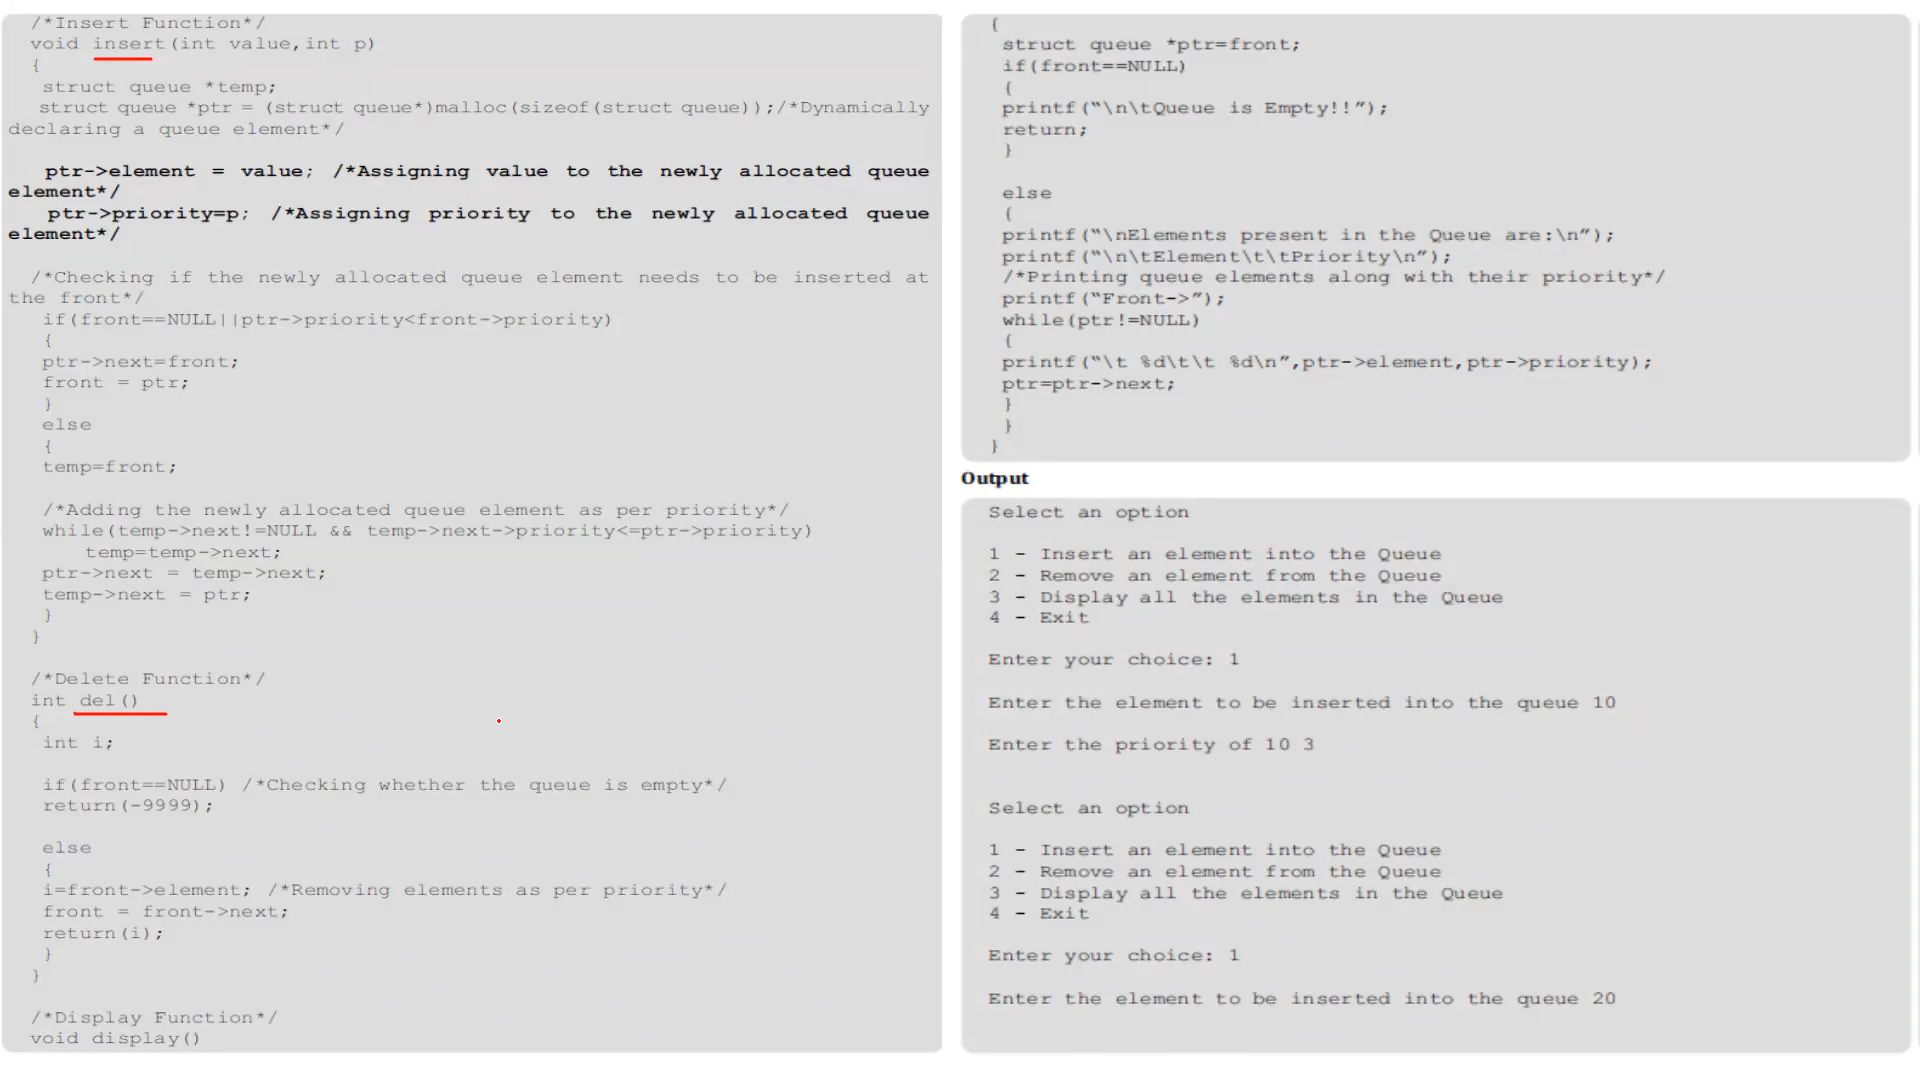 /*Insert Function*/
void insert(int value,int p)
{
struct queue *temp;
struct queue *ptr = (struct queue*)malloc(sizeof(struct queue));/*Dynamically
declaring a queue element*/
ptr->element = value; /*Assigning value to the newly allocated queue
element*/
ptr->priority=p; /*Assigning priority to the newly allocated queue
element*/
/*Checking if the newly allocated queue element needs to be inserted at
the front*/
if(front==NULL||ptr->priority<front->priority)
{
ptr->next=front;
front = ptr;
}
else
{
temp=front;
/*Adding the newly allocated queue element as per priority*/
while(temp->next!=NULL && temp->next->priority<=ptr->priority)
temp=temp->next;
ptr->next = temp->next;
temp->next = ptr;
}
}
/*Delete Function*/
int del()
{
int i;
if(front==NULL) /*Checking whether the queue is empty*/
return(-9999);
else
{
i=front->element; /*Removing elements as per priority*/
front = front->next;
return(i);
}
}
/*Display Function*/
void display()
{
struct queue *ptr=front;
if(front==NULL)
{
printf(“\n\tQueue is Empty!!”);
return;
}
else
{
printf(“\nElements present in the Queue are:\n”);
printf(“\n\tElement\t\tPriority\n”);
/*Printing queue elements along with their priority*/
printf(“Front->”);
while(ptr!=NULL)
{
printf(“\t %d\t\t %d\n”,ptr->element,ptr->priority);
ptr=ptr->next;
}
}
}
Output
Select an option
1 - Insert an element into the Queue
2 - Remove an element from the Queue
3 - Display all the elements in the Queue
4 - Exit
Enter your choice: 1
Enter the element to be inserted into the queue 10
Enter the priority of 10 3
Select an option
1 - Insert an element into the Queue
2 - Remove an element from the Queue
3 - Display all the elements in the Queue
4 - Exit
Enter your choice: 1
Enter the element to be inserted into the queue 20